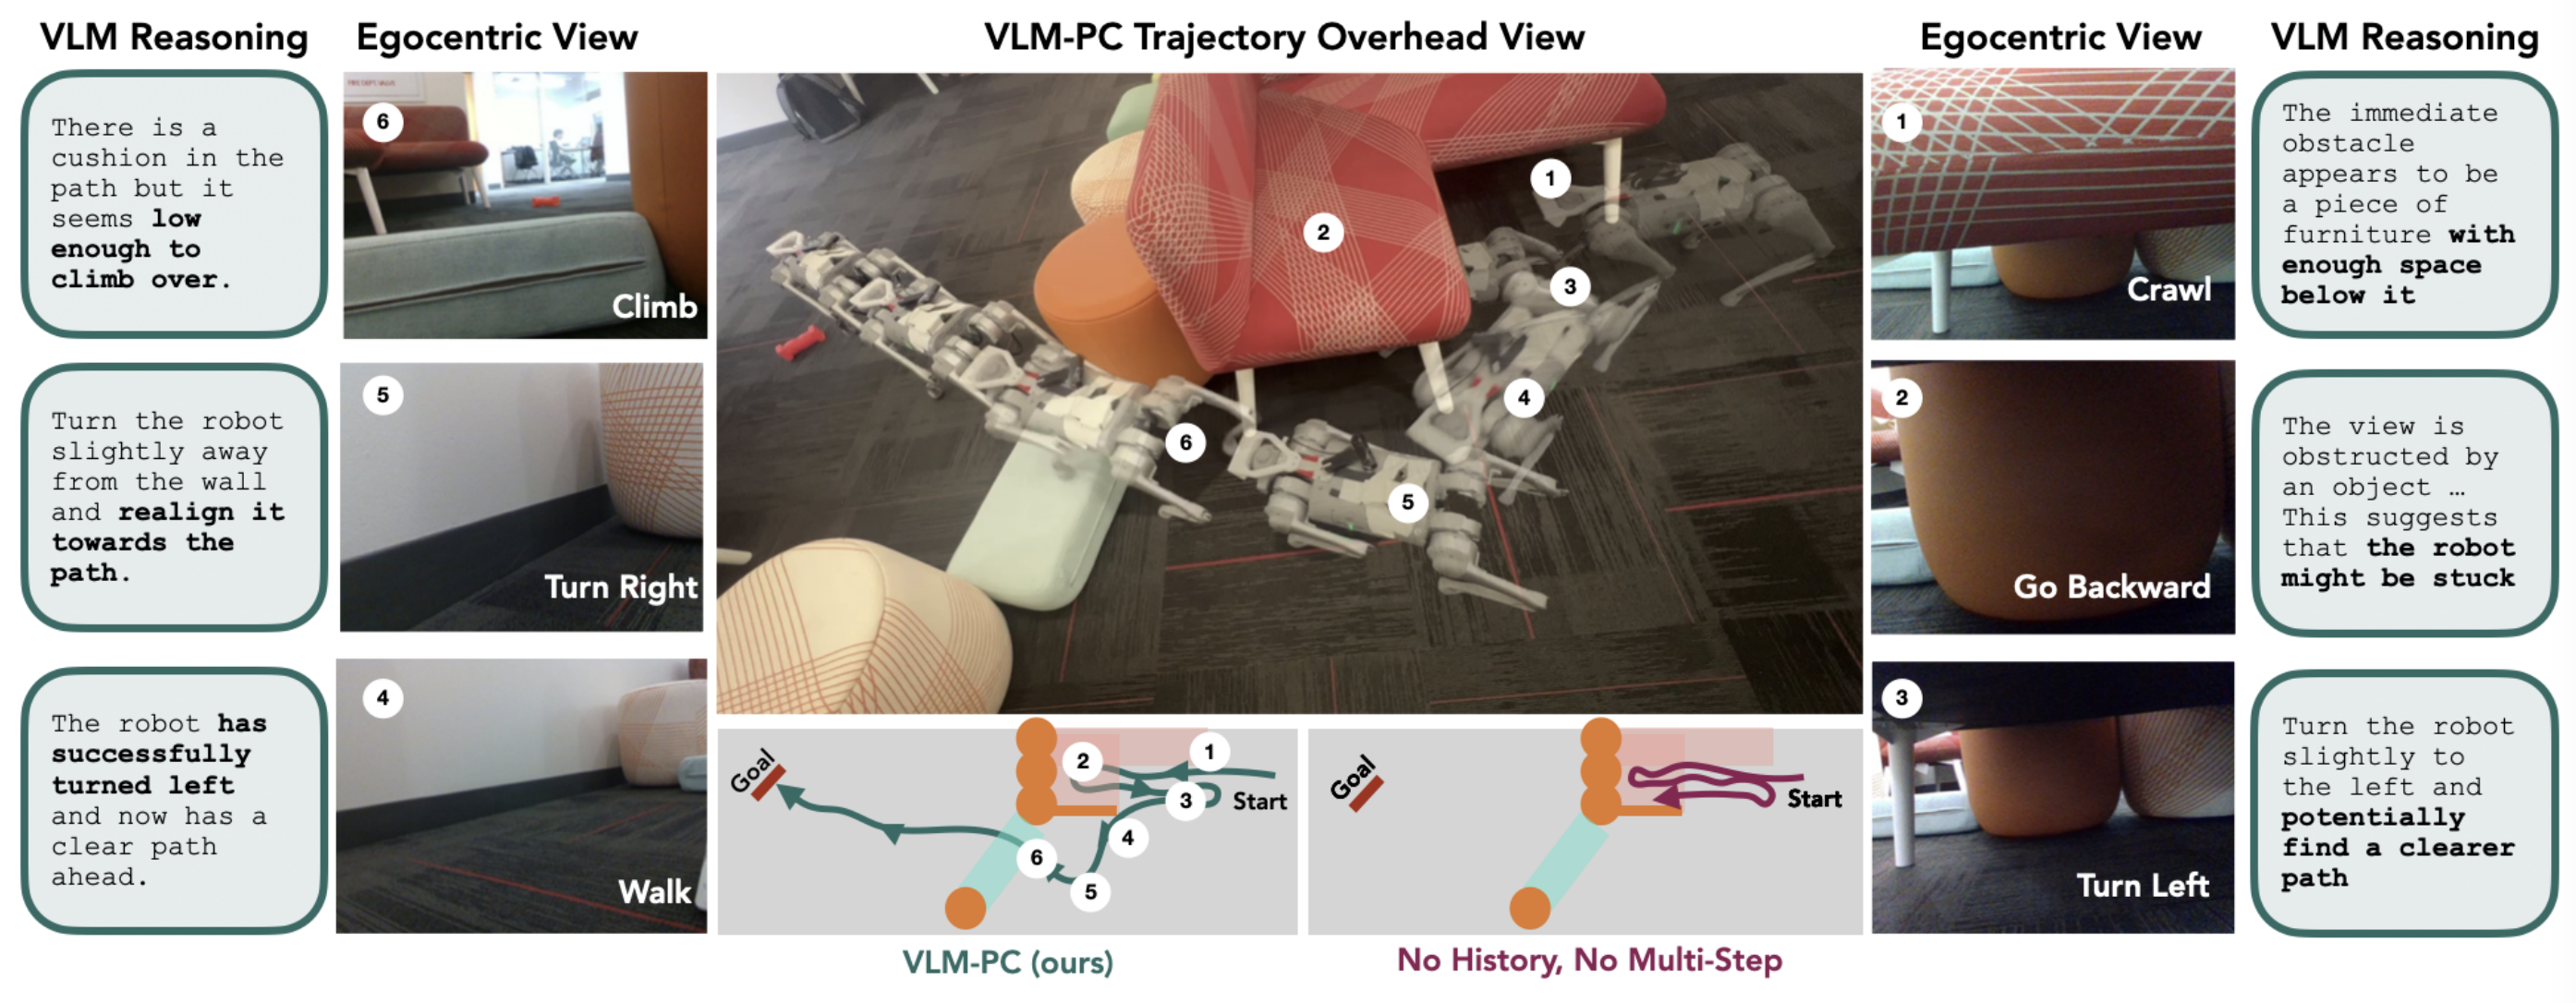 VLM Reasoning
Egocentric View
VLM-PC Trajectory Overhead View
Egocentric View
VLM Reasoning
There is a
cushion in the
path but it
seems low
enough to
climb over.
6
Climb
Turn the robot
slightly away
from the wall
and realign it
towards the
path.
5
Turn Right
The robot has
successfully
turned left
and now has a
clear path
ahead.
4
Walk
1
2
3
4
5
6
Goal
1
2
3
4
5
6
Start
VLM-PC (ours)
Goal
Start
No History, No Multi-Step
1
Crawl
The immediate
obstacle
appears to be
a piece of
furniture with
enough space
below it
2
Go Backward
The view is
obstructed by
an object …
This suggests
that the robot
might be stuck
3
Turn Left
Turn the robot
slightly to
the left and
potentially
find a clearer
path